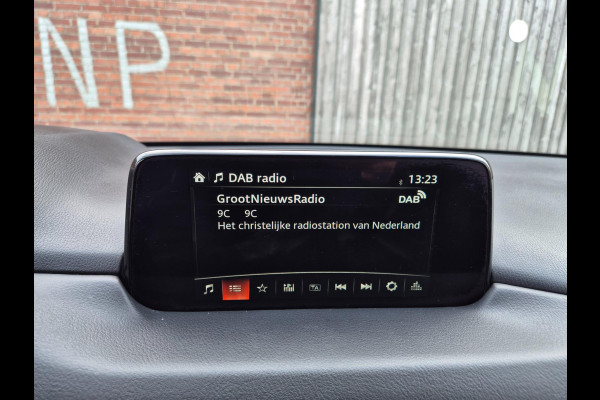 NP
DAB radio 13:23
GrootNieuwsRadio DAB
9C 9C
Het christelijke radiostation van Nederland